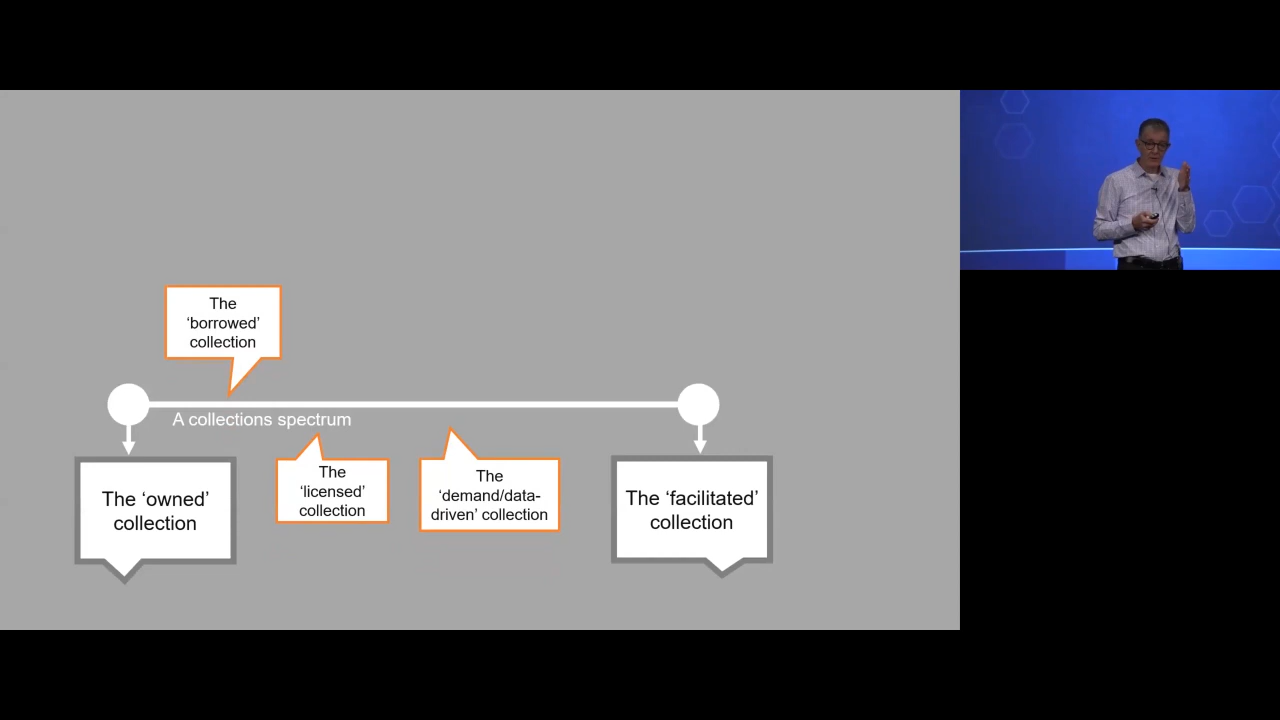 The
‘borrowed’
collection
A collections spectrum
The ‘owned’
collection
The
‘licensed’
collection
The
‘demand/data-
driven’ collection
The ‘facilitated’
collection